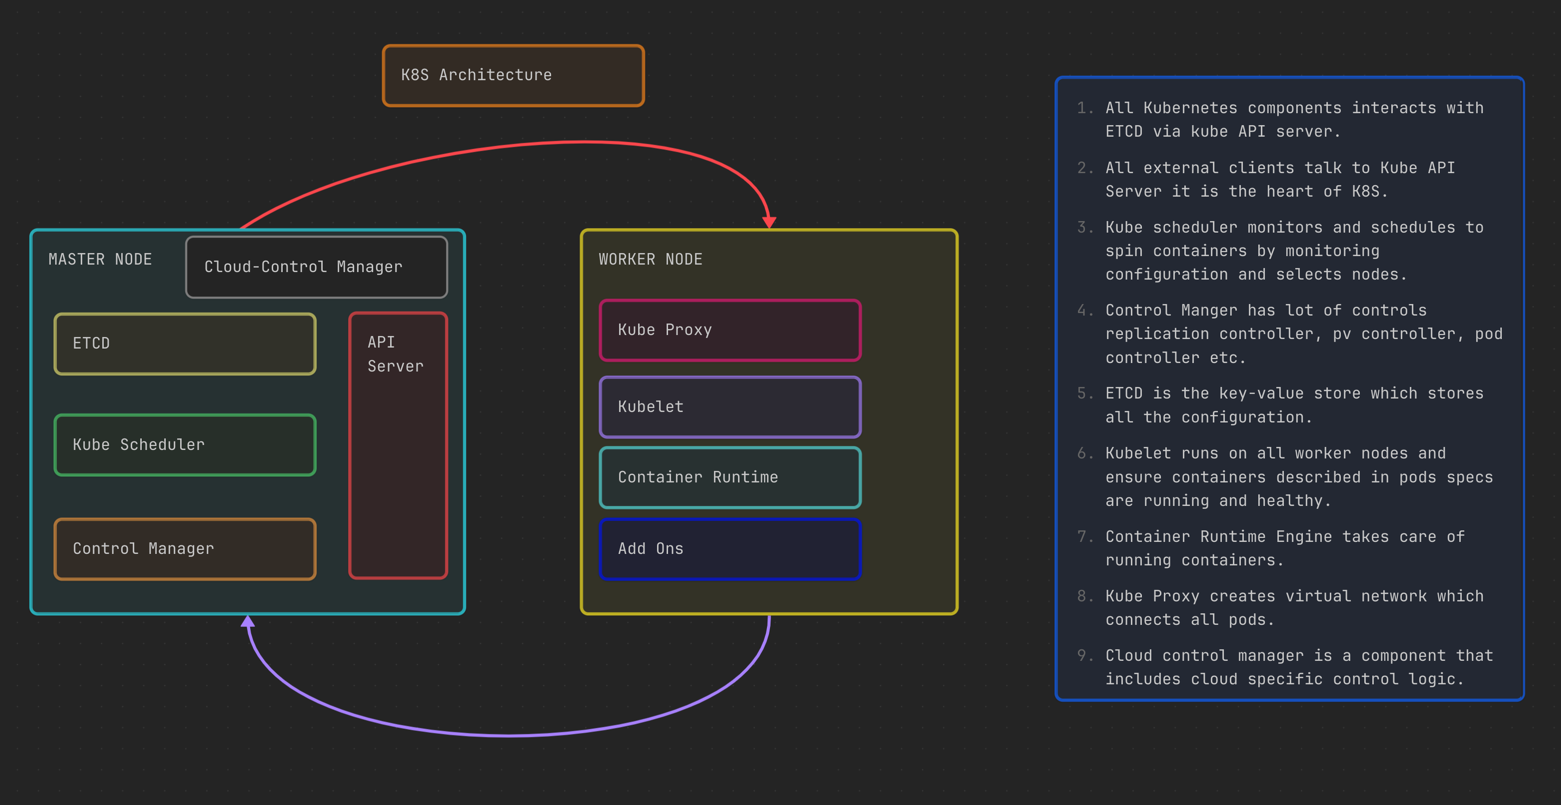 K8S Architecture
MASTER NODE
Cloud-Control Manager
ETCD
API
Server
Kube Scheduler
Control Manager
WORKER NODE
Kube Proxy
Kubelet
Container Runtime
Add Ons
1. All Kubernetes components interacts with
ETCD via kube API server.
2. All external clients talk to Kube API
Server it is the heart of K8S.
3. Kube scheduler monitors and schedules to
spin containers by monitoring
configuration and selects nodes.
4. Control Manger has lot of controls
replication controller, pv controller, pod
controller etc.
5. ETCD is the key-value store which stores
all the configuration.
6. Kubelet runs on all worker nodes and
ensure containers described in pods specs
are running and healthy.
7. Container Runtime Engine takes care of
running containers.
8. Kube Proxy creates virtual network which
connects all pods.
9. Cloud control manager is a component that
includes cloud specific control logic.